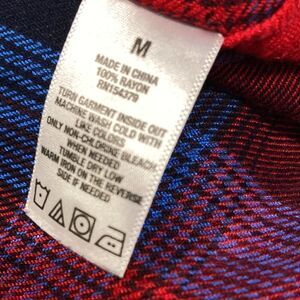 M
MADE IN CHINA
100% RAYON
RN154379
TURN GARMENT INSIDE OUT
MACHINE WASH COLD WITH
LIKE COLORS
ONLY NON-CHLORINE BLEACH
WHEN NEEDED
TUMBLE DRY LOW
WARM IRON ON THE REVERSE
SIDE IF NEEDED